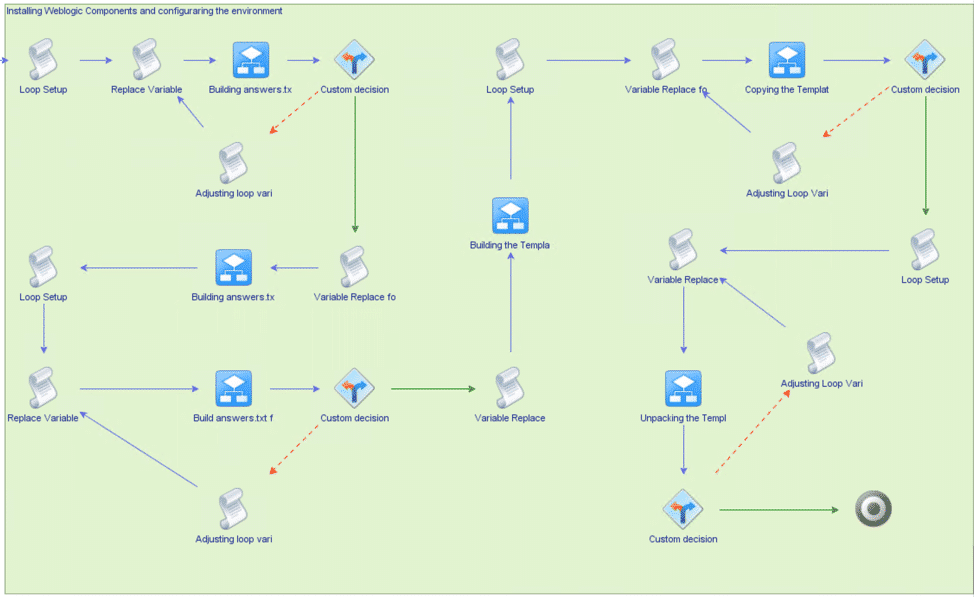 Installing Weblogic Components and configuraring the environment
Loop Setup
Replace Variable
Building answers.tx
Custom decision
Loop Setup
Variable Replace fo
Copying the Templat
Custom decision
Adjusting loop vari
Adjusting Loop Vari
Building the Templa
Variable Replace
Loop Setup
Loop Setup
Building answers.tx
Variable Replace fo
Adjusting Loop Vari
Replace Variable
Build answers.txt f
Custom decision
Variable Replace
Unpacking the Templ
Adjusting loop vari
Custom decision